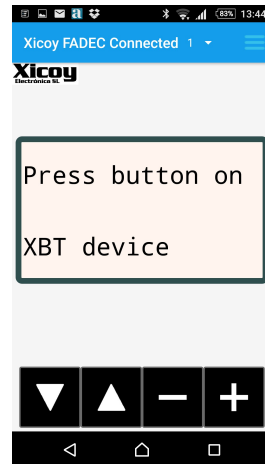 83% 13:44
Xicoy FADEC Connected 1
Xicoy
Electrónica SL
Press button on
XBT device